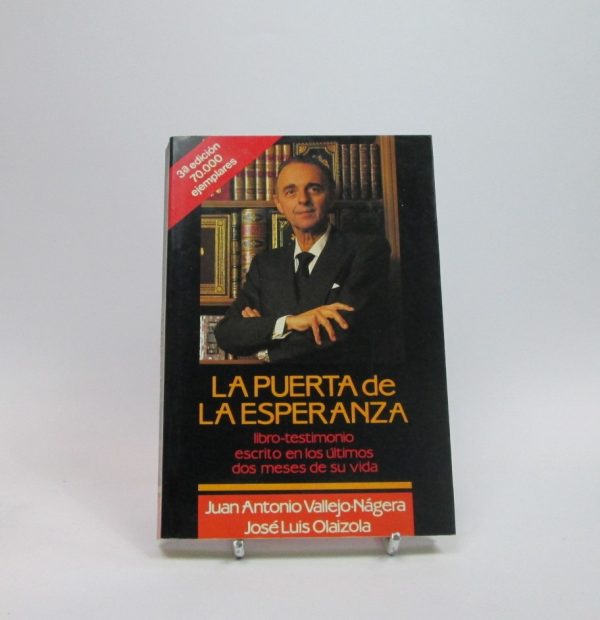 3ª edición
70.000
ejemplares
LA PUERTA de
LA ESPERANZA
libro-testimonio
escrito en los últimos
dos meses de su vida
Juan Antonio Vallejo-Nágera
José Luis Olaizola